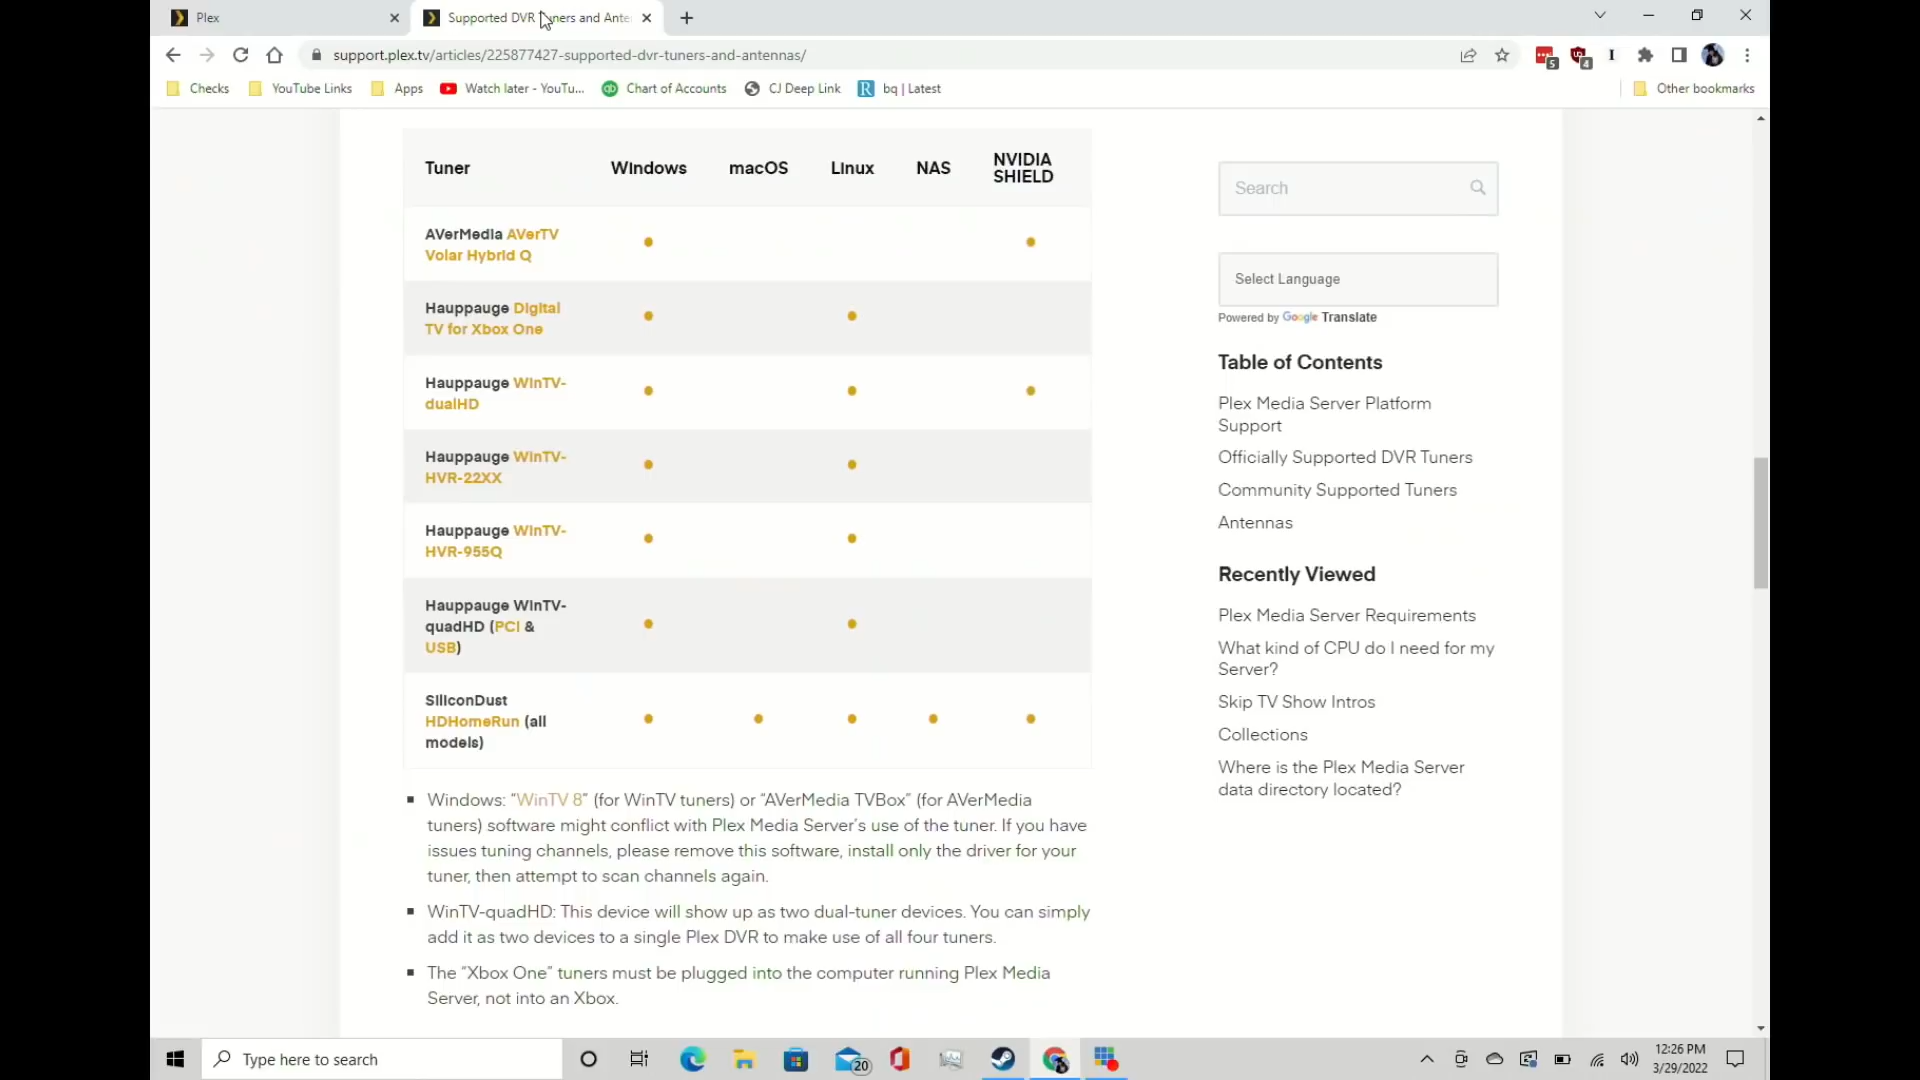 Plex
Supported DVR Tuners and Ante
support.plex.tv/articles/225877427-supported-dvr-tuners-and-antennas/
5
4
Checks
YouTube Links
Apps
Watch later - YouTu...
Chart of Accounts
CJ Deep Link
bq | Latest
Other bookmarks
Tuner Windows macOS Linux NAS NVIDIA
SHIELD
AVerMedia AVerTV
Volar Hybrid Q
Hauppauge Digital
TV for Xbox One
Hauppauge WinTV-
dualHD
Hauppauge WinTV-
HVR-22XX
Hauppauge WinTV-
HVR-955Q
Hauppauge WinTV-
quadHD (PCI &
USB)
SiliconDust
HDHomeRun (all
models)
Windows: “WinTV 8” (for WinTV tuners) or “AVerMedia TVBox” (for AVerMedia
tuners) software might conflict with Plex Media Server’s use of the tuner. If you have
issues tuning channels, please remove this software, install only the driver for your
tuner, then attempt to scan channels again.
WinTV-quadHD: This device will show up as two dual-tuner devices. You can simply
add it as two devices to a single Plex DVR to make use of all four tuners.
The “Xbox One” tuners must be plugged into the computer running Plex Media
Server, not into an Xbox.
Search
Select Language
Powered by Google Translate
Table of Contents
Plex Media Server Platform
Support
Officially Supported DVR Tuners
Community Supported Tuners
Antennas
Recently Viewed
Plex Media Server Requirements
What kind of CPU do I need for my
Server?
Skip TV Show Intros
Collections
Where is the Plex Media Server
data directory located?
Type here to search
20
12:26 PM
3/29/2022